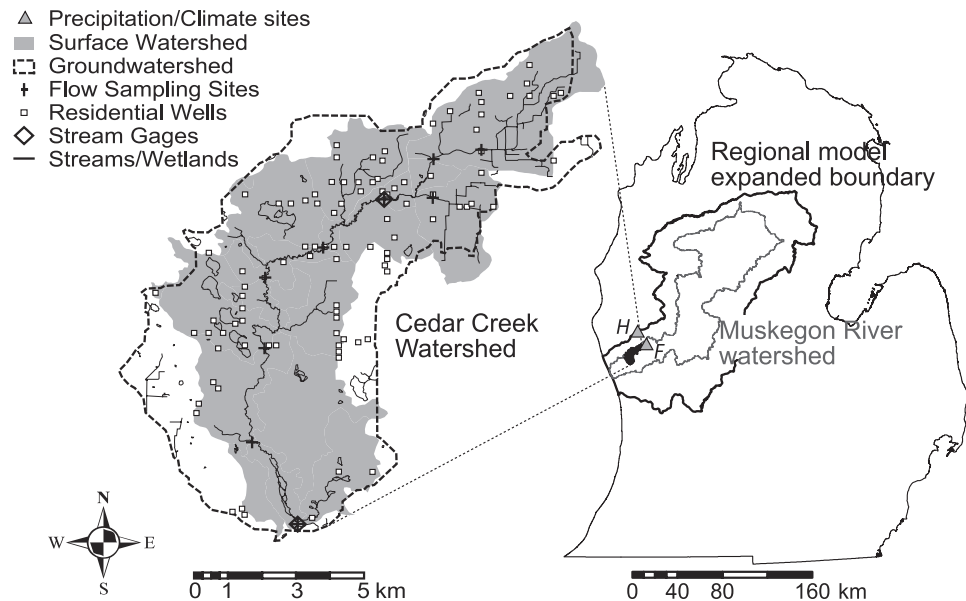 Precipitation/Climate sites
Surface Watershed
Groundwatershed
Flow Sampling Sites
Residential Wells
Stream Gages
Streams/Wetlands
Regional model
expanded boundary
H
F
Muskegon River
watershed
Cedar Creek
Watershed
N
W E
S
0 1 3 5 km
0 40 80 160 km